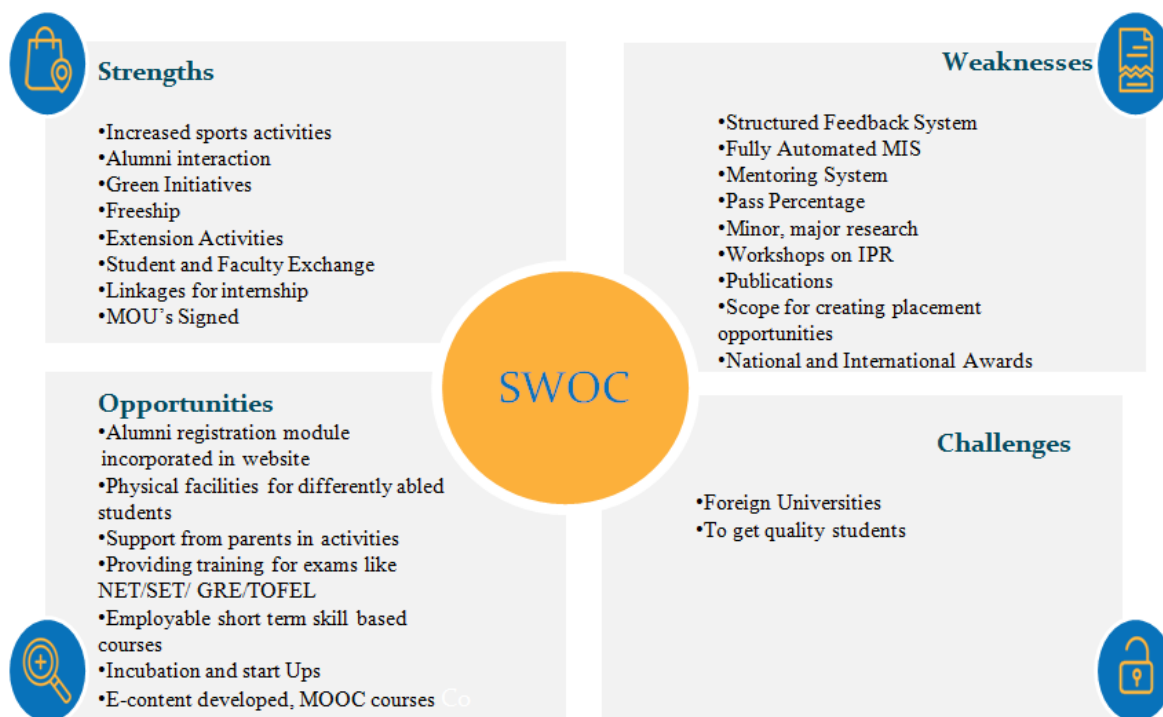 Strengths
•Increased sports activities
•Alumni interaction
•Green Initiatives
•Freeship
•Extension Activities
•Student and Faculty Exchange
•Linkages for internship
•MOU’s Signed
Weaknesses
•Structured Feedback System
•Fully Automated MIS
•Mentoring System
•Pass Percentage
•Minor, major research
•Workshops on IPR
•Publications
•Scope for creating placement
opportunities
•National and International Awards
SWOC
Opportunities
•Alumni registration module
incorporated in website
•Physical facilities for differently abled
students
•Support from parents in activities
•Providing training for exams like
NET/SET/ GRE/TOFEL
•Employable short term skill based
courses
•Incubation and start Ups
•E-content developed, MOOC courses Co
Challenges
•Foreign Universities
•To get quality students